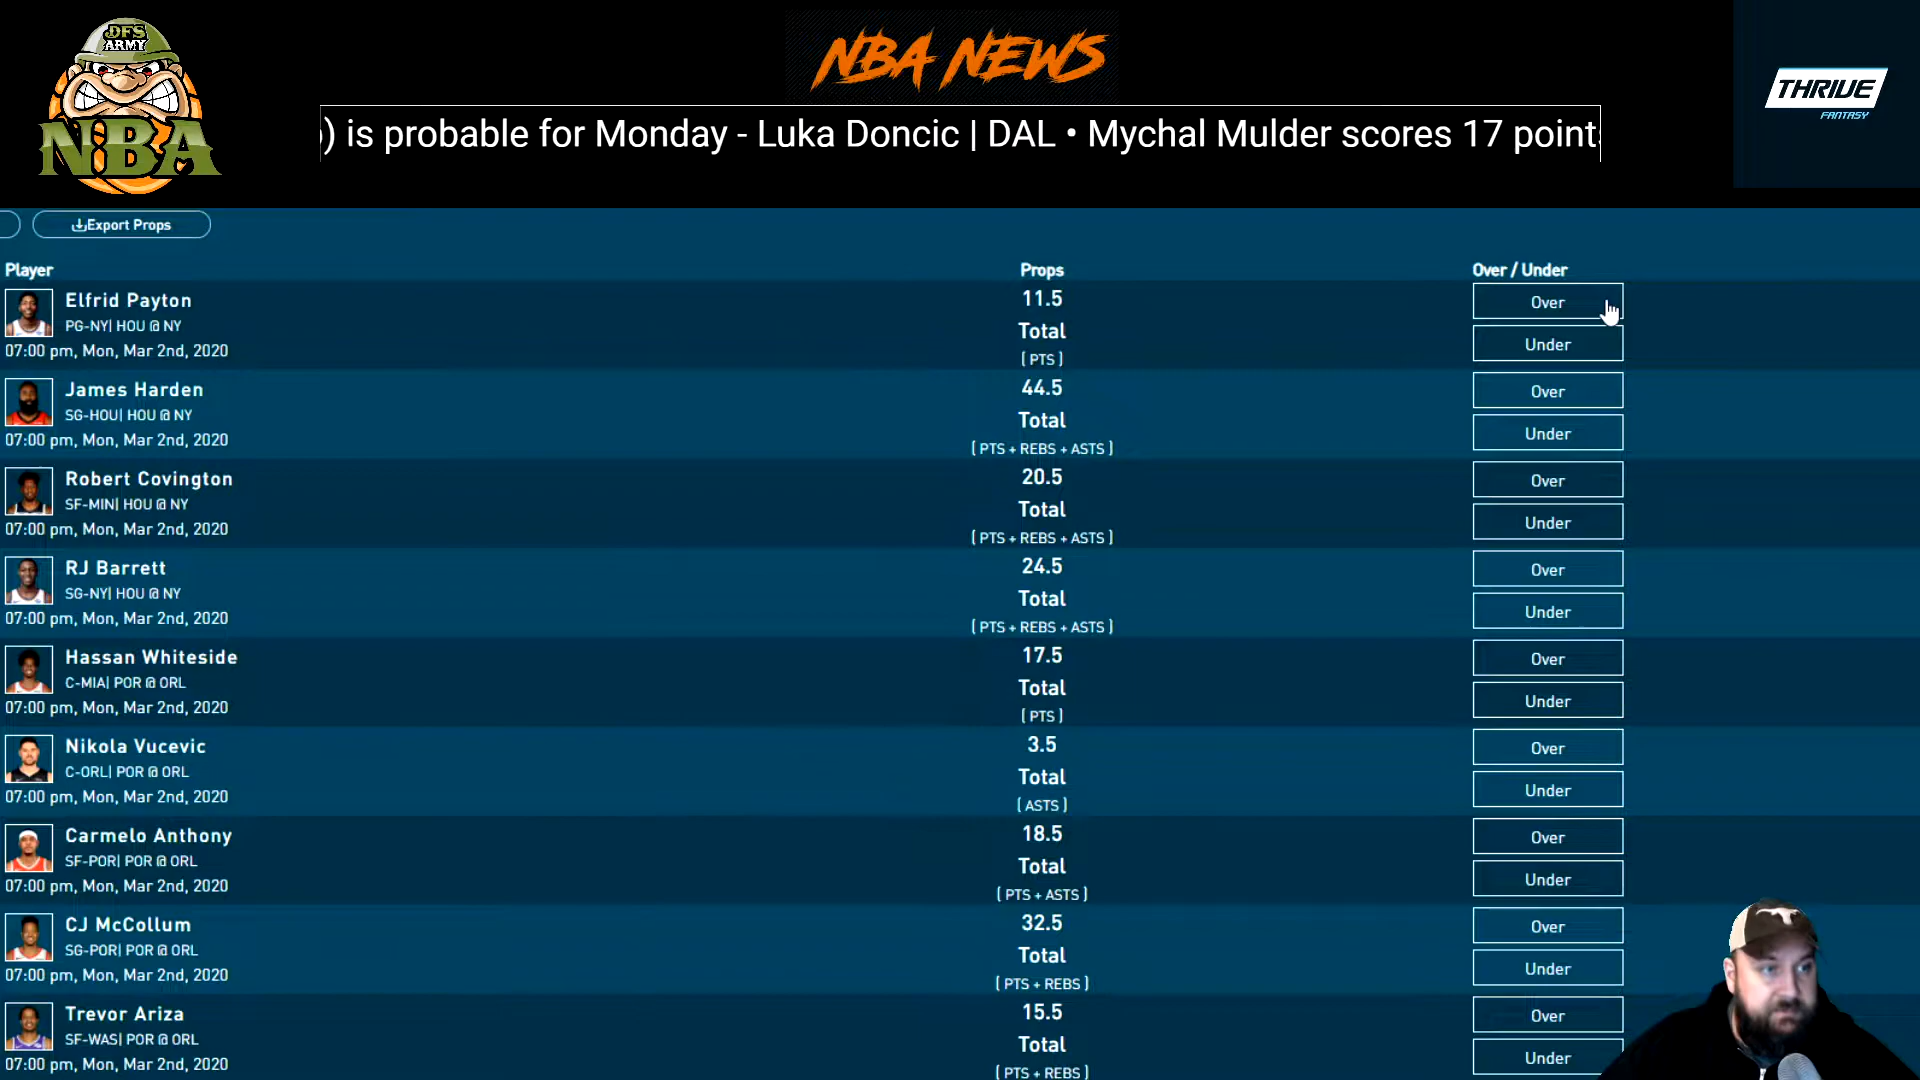 DFS
ARMY
NBA
NBA NEWS
THRIVE
FANTASY
) is probable for Monday - Luka Doncic | DAL • Mychal Mulder scores 17 point
Export Props
Player Props Over / Under
Elfrid Payton
PG-NY| HOU @ NY
07:00 pm, Mon, Mar 2nd, 2020
11.5
Total
[ PTS ]
Over
Under
James Harden
SG-HOU| HOU @ NY
07:00 pm, Mon, Mar 2nd, 2020
44.5
Total
[ PTS + REBS + ASTS ]
Over
Under
Robert Covington
SF-MIN| HOU @ NY
07:00 pm, Mon, Mar 2nd, 2020
20.5
Total
[ PTS + REBS + ASTS ]
Over
Under
RJ Barrett
SG-NY| HOU @ NY
07:00 pm, Mon, Mar 2nd, 2020
24.5
Total
[ PTS + REBS + ASTS ]
Over
Under
Hassan Whiteside
C-MIA| POR @ ORL
07:00 pm, Mon, Mar 2nd, 2020
17.5
Total
[ PTS ]
Over
Under
Nikola Vucevic
C-ORL| POR @ ORL
07:00 pm, Mon, Mar 2nd, 2020
3.5
Total
[ ASTS ]
Over
Under
Carmelo Anthony
SF-POR| POR @ ORL
07:00 pm, Mon, Mar 2nd, 2020
18.5
Total
[ PTS + ASTS ]
Over
Under
CJ McCollum
SG-POR| POR @ ORL
07:00 pm, Mon, Mar 2nd, 2020
32.5
Total
[ PTS + REBS ]
Over
Under
Trevor Ariza
SF-WAS| POR @ ORL
07:00 pm, Mon, Mar 2nd, 2020
15.5
Total
[ PTS + REBS ]
Over
Under